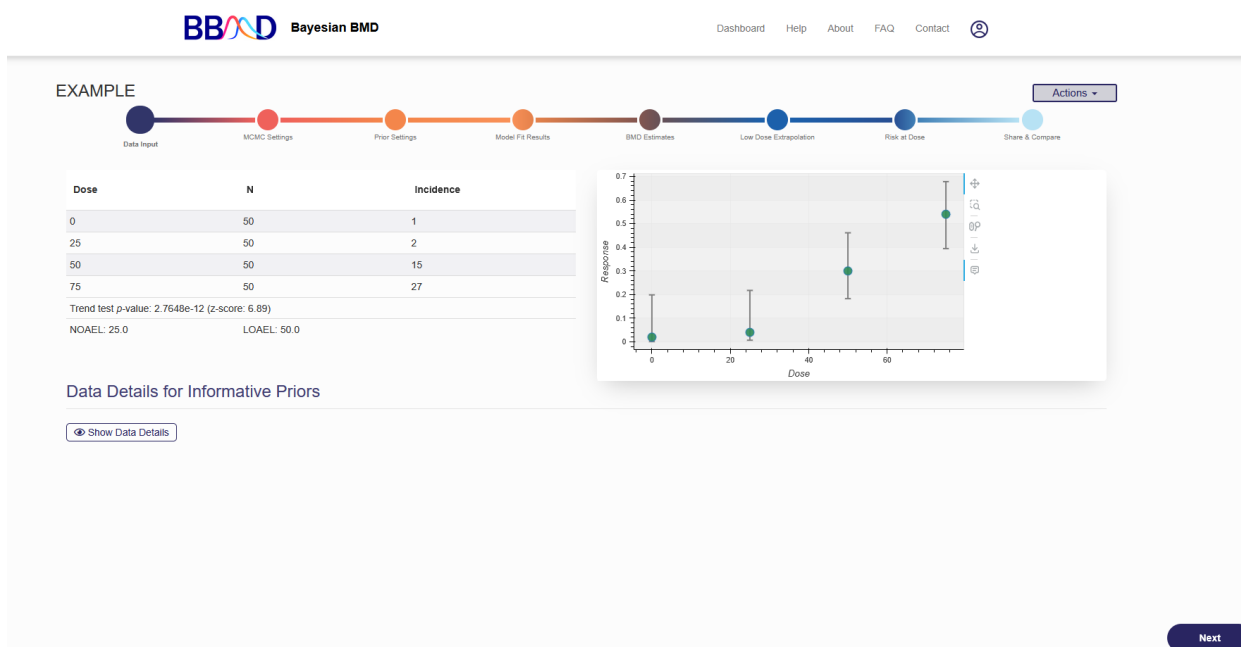 BBMD Bayesian BMD Dashboard Help About FAQ Contact
EXAMPLE
Actions
Data Input MCMC Settings Prior Settings Model Fit Results BMD Estimates Low Dose Extrapolation Risk at Dose Share & Compare
Dose N Incidence
0 50 1
25 50 2
50 50 15
75 50 27
Trend test p-value: 2.7648e-12 (z-score: 6.89)
NOAEL: 25.0 LOAEL: 50.0
0.7
0.6
0.5
0.4
0.3
0.2
0.1
0
Response
0 20 40 60
Dose
Data Details for Informative Priors
Show Data Details
Next